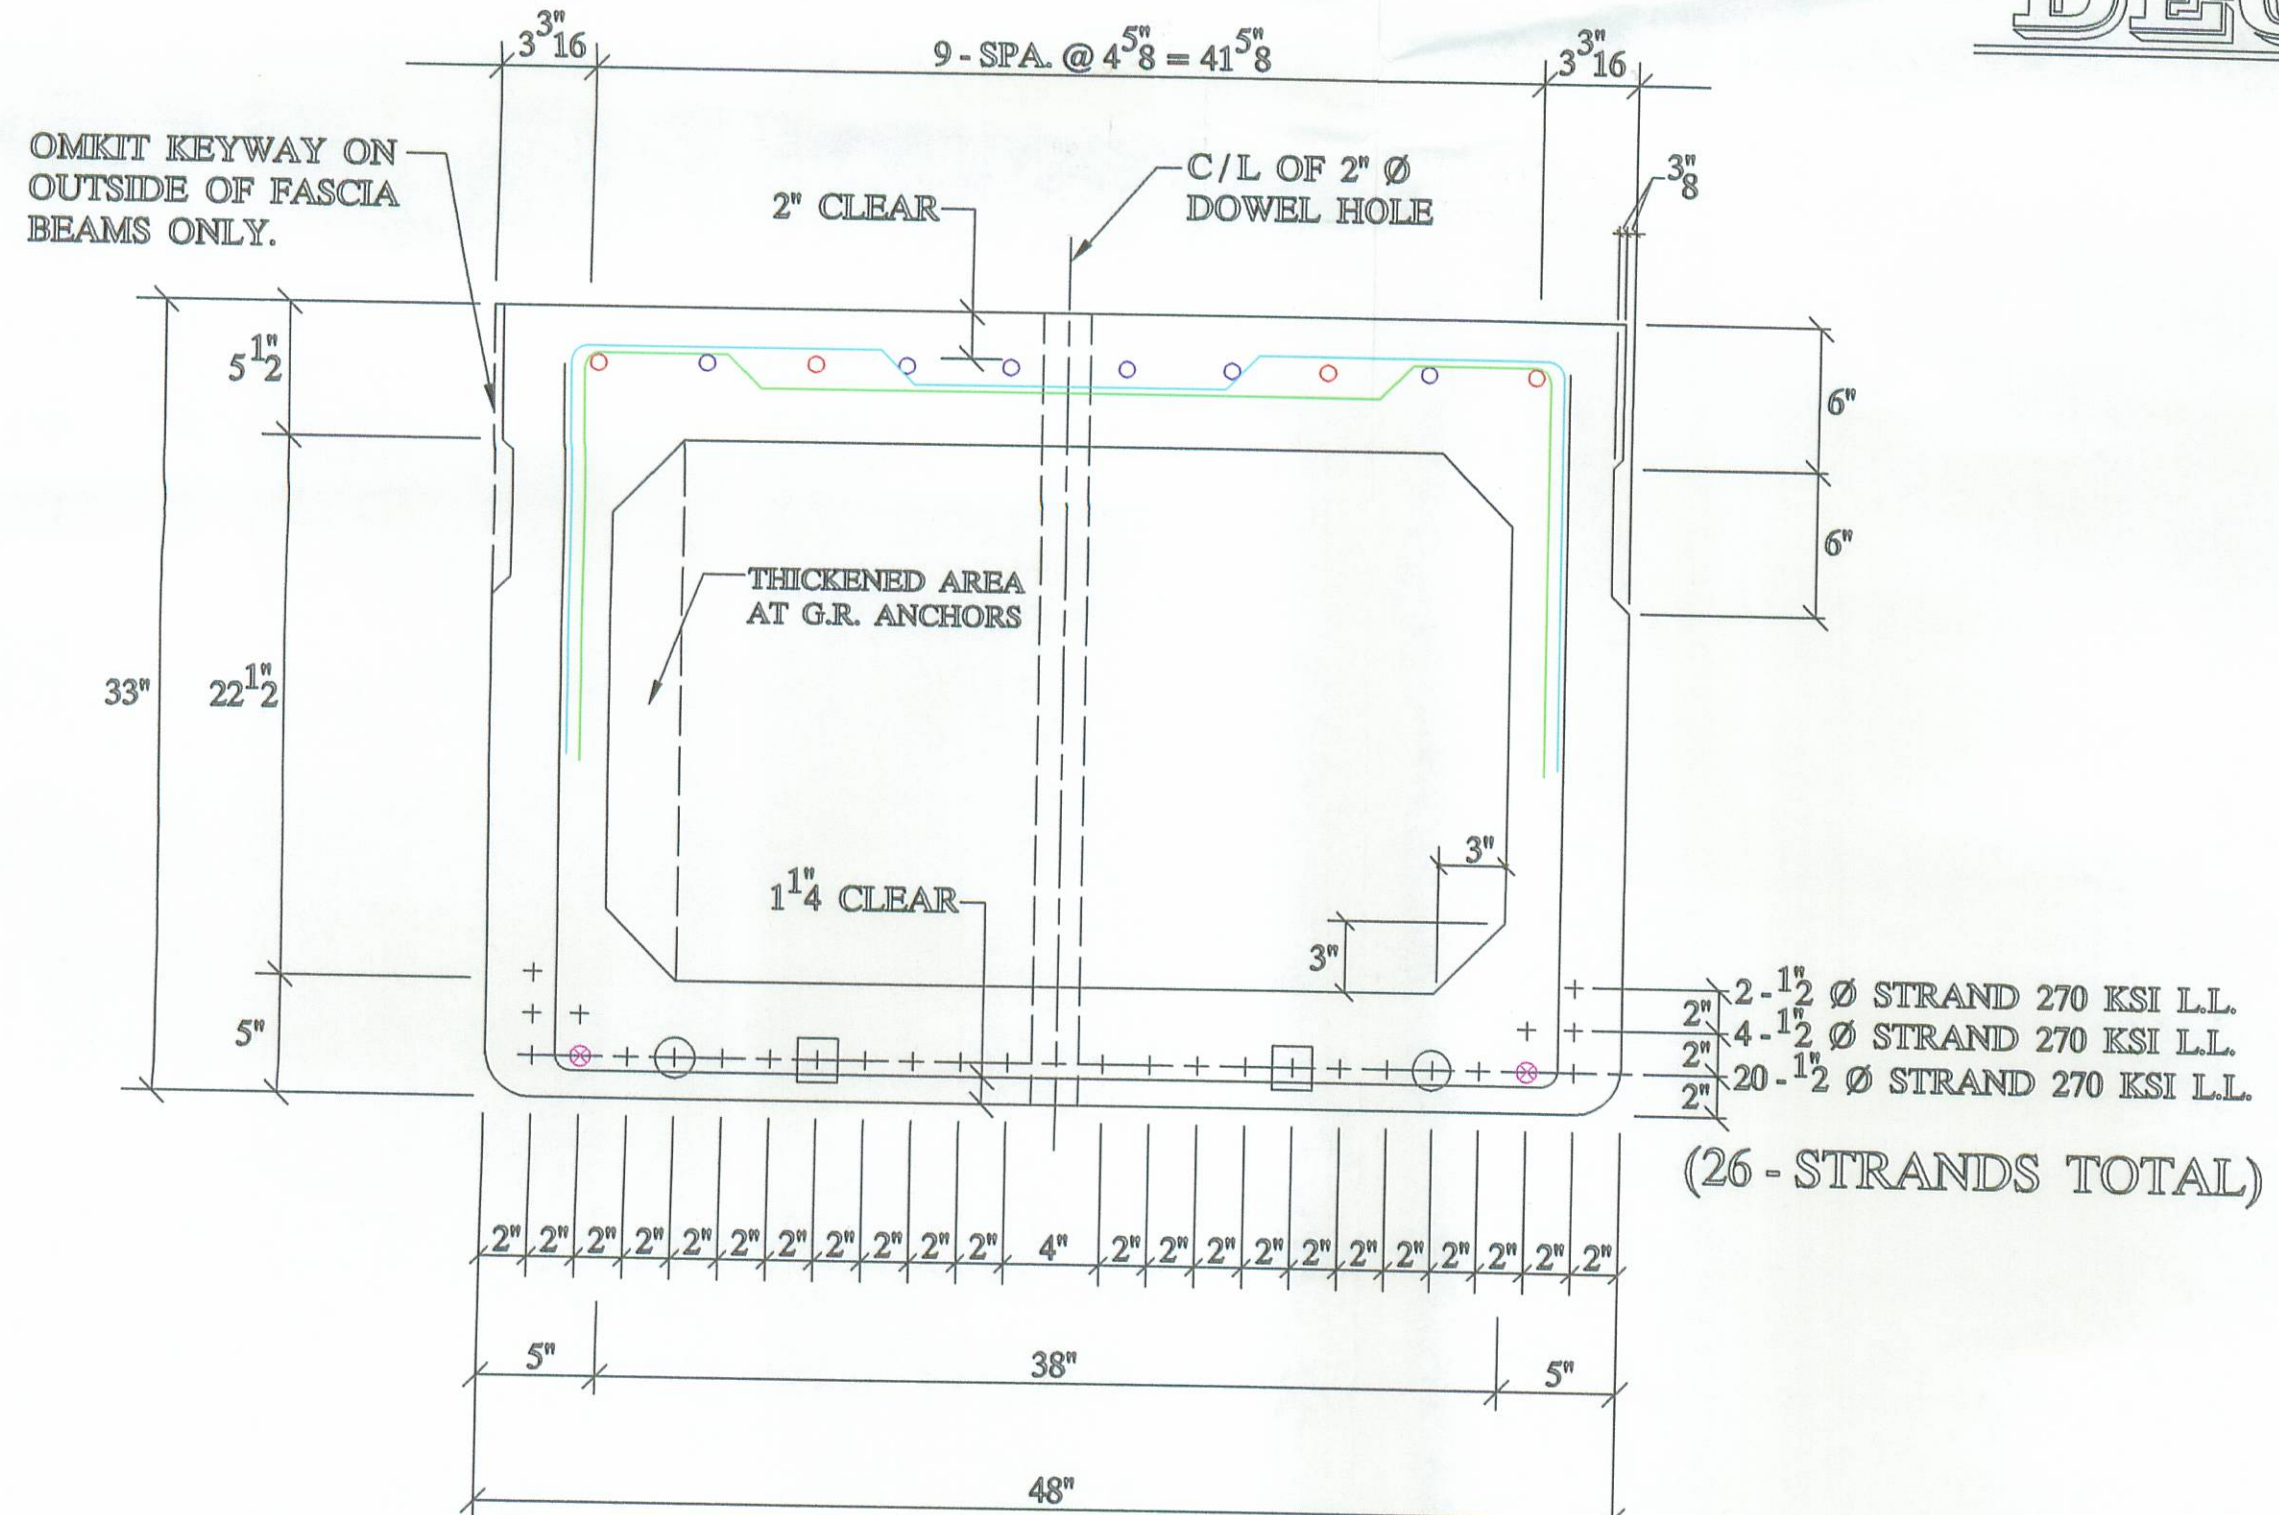 3 3/16"
9 - SPA. @ 4 5/8" = 41 5/8"
3 3/16"
OMKIT KEYWAY ON
OUTSIDE OF FASCIA
BEAMS ONLY.
2" CLEAR
C/L OF 2" Ø
DOWEL HOLE
3/8"
5 1/2"
6"
6"
THICKENED AREA
AT G.R. ANCHORS
33"
22 1/2"
3"
1 1/4" CLEAR
3"
5"
2 - 1/2" Ø STRAND 270 KSI L.L.
2"
4 - 1/2" Ø STRAND 270 KSI L.L.
2"
20 - 1/2" Ø STRAND 270 KSI L.L.
2"
(26 - STRANDS TOTAL)
2" 2" 2" 2" 2" 2" 2" 2" 2" 2" 2" 4" 2" 2" 2" 2" 2" 2" 2" 2" 2" 2" 2"
5" 38" 5"
48"